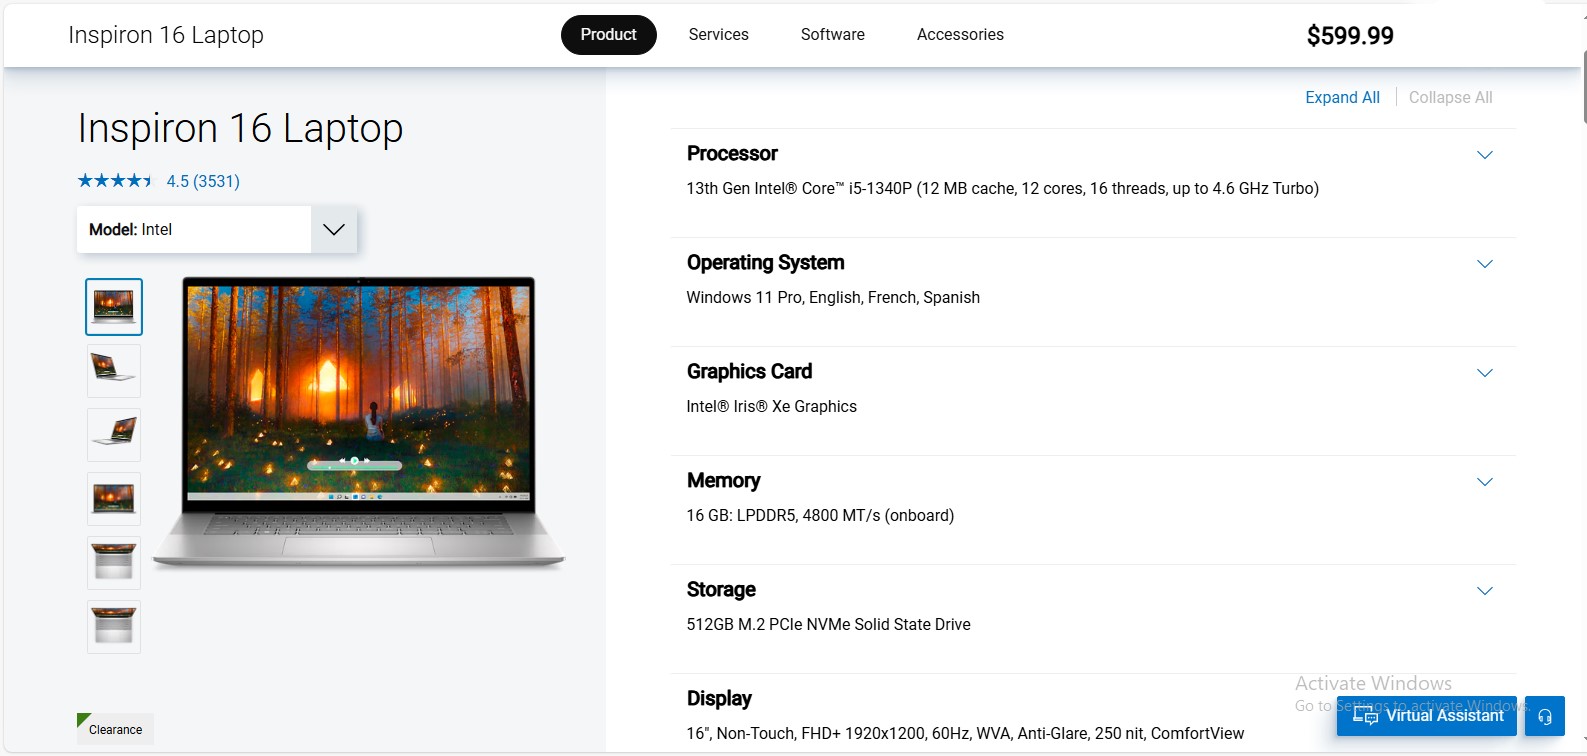 Inspiron 16 Laptop
Product
Services
Software
Accessories
$599.99
Inspiron 16 Laptop
4.5 (3531)
Model: Intel
Clearance
Expand All
Collapse All
Processor
13th Gen Intel® Core™ i5-1340P (12 MB cache, 12 cores, 16 threads, up to 4.6 GHz Turbo)
Operating System
Windows 11 Pro, English, French, Spanish
Graphics Card
Intel® Iris® Xe Graphics
Memory
16 GB: LPDDR5, 4800 MT/s (onboard)
Storage
512GB M.2 PCIe NVMe Solid State Drive
Display
16", Non-Touch, FHD+ 1920x1200, 60Hz, WVA, Anti-Glare, 250 nit, ComfortView
Activate Windows
Go to Settings to activate Windows.
Virtual Assistant